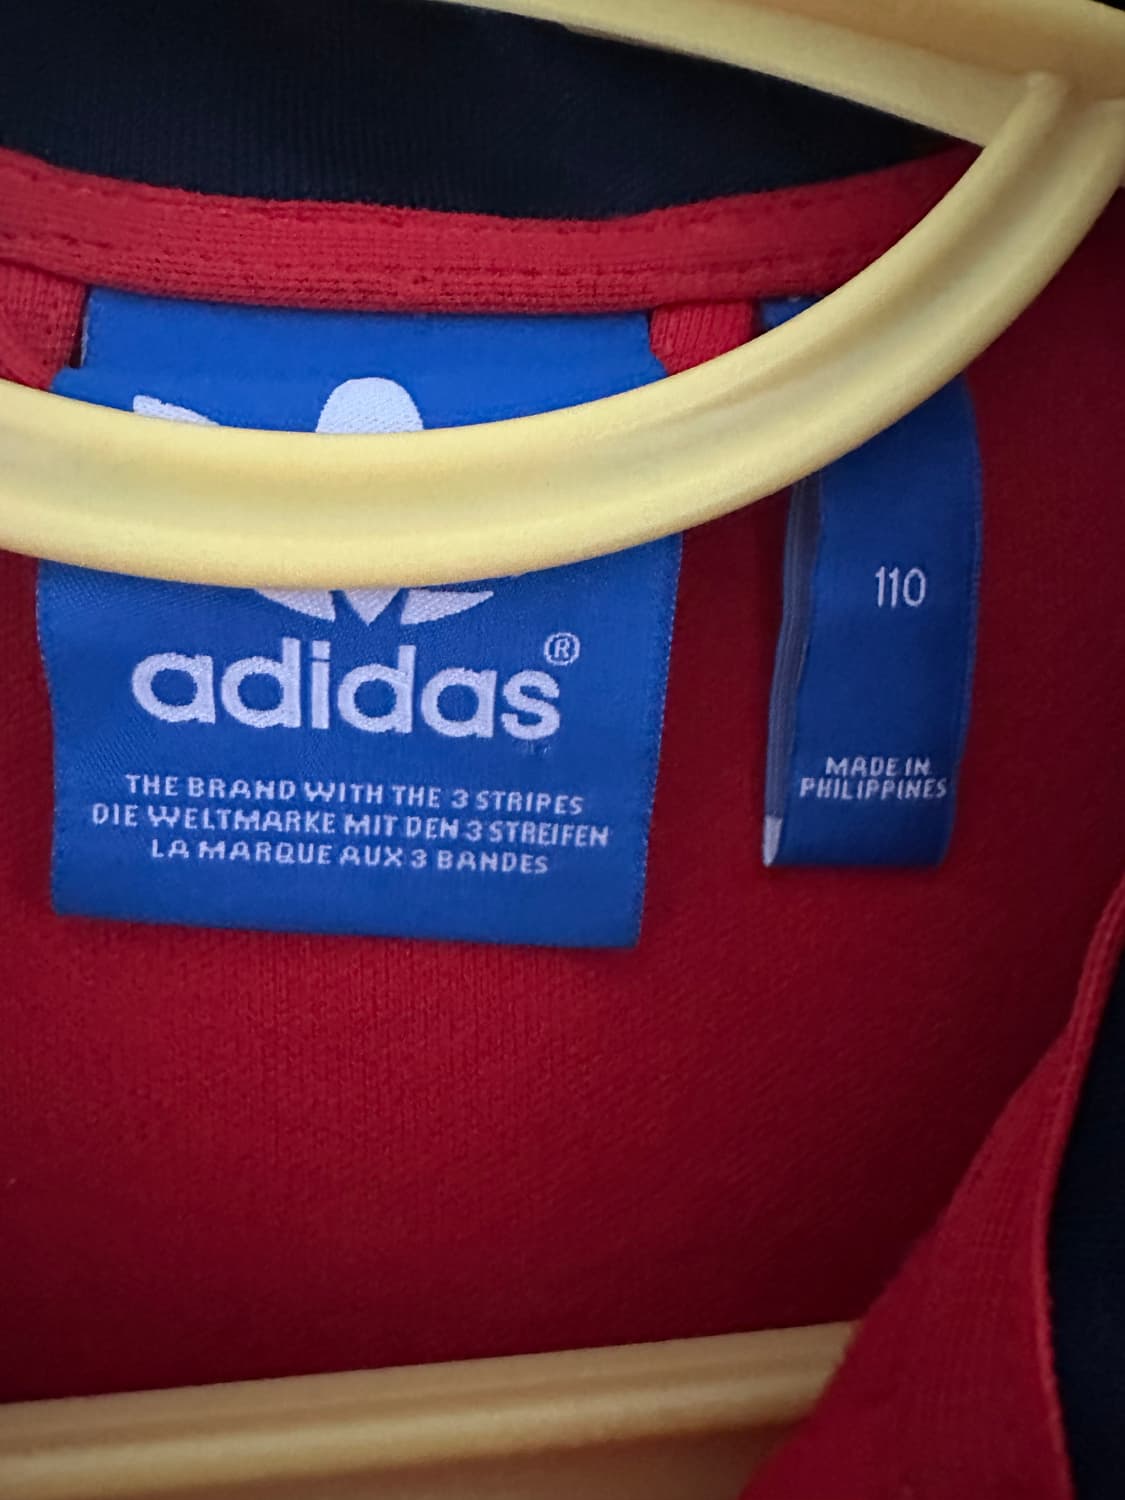 adidas®
THE BRAND WITH THE 3 STRIPES
DIE WELTMARKE MIT DEN 3 STREIFEN
LA MARQUE AUX 3 BANDES
110
MADE IN
PHILIPPINES